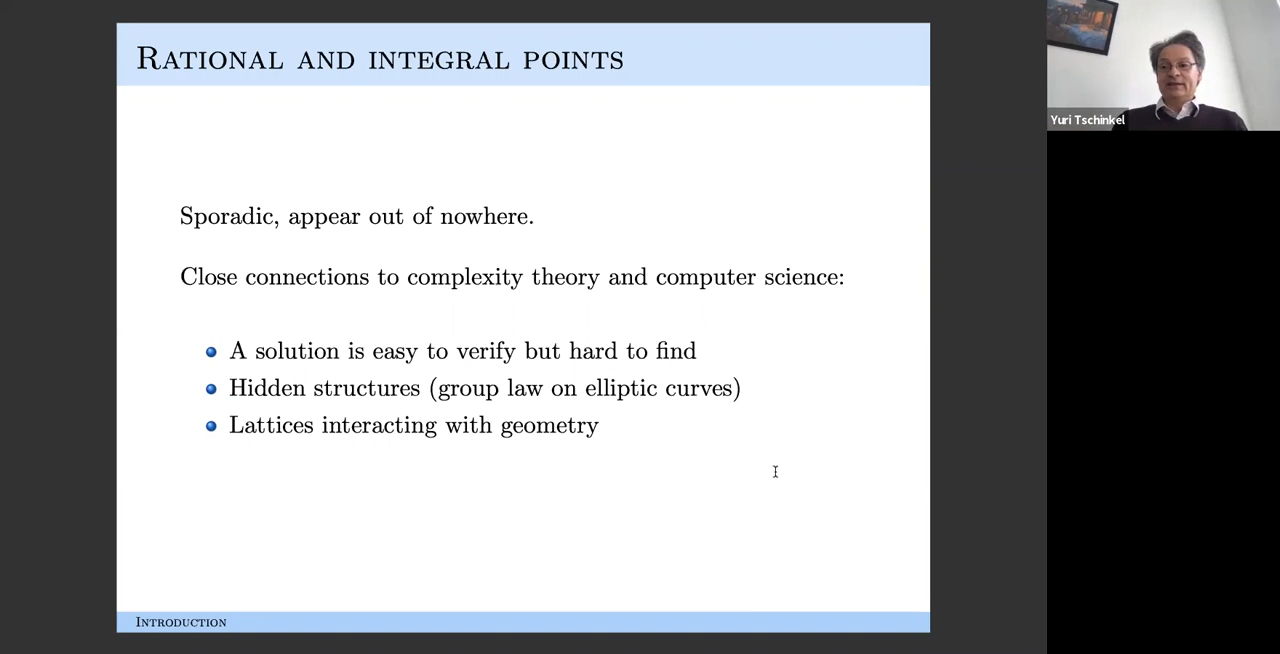 Rational and integral points
Sporadic, appear out of nowhere.
Close connections to complexity theory and computer science:
A solution is easy to verify but hard to find
Hidden structures (group law on elliptic curves)
Lattices interacting with geometry
Introduction
Yuri Tschinkel